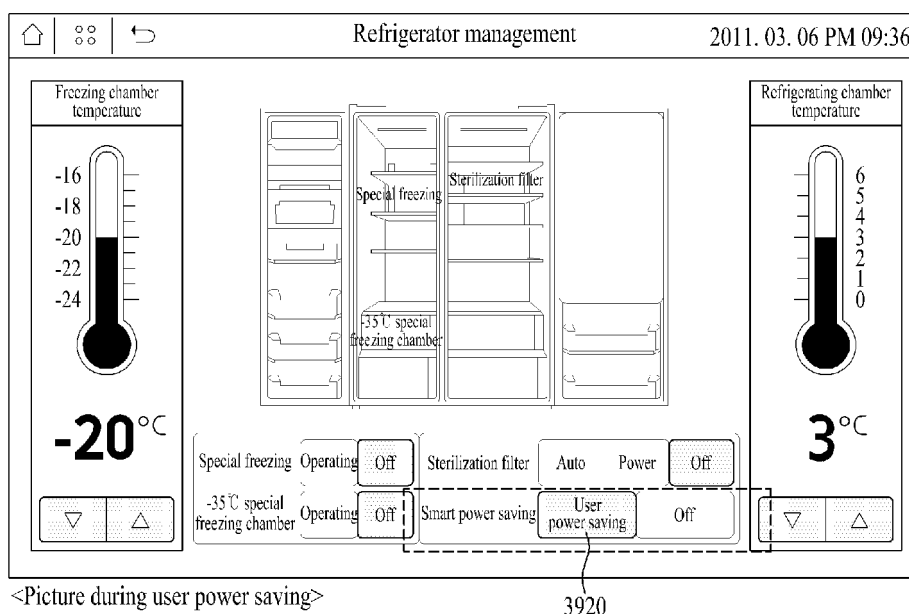 Refrigerator management
2011. 03. 06 PM 09:36
Freezing chamber
temperature
-16
-18
-20
-22
-24
-20°C
Special freezing
Sterilization filter
-35℃ special
freezing chamber
Refrigerating chamber
temperature
6
5
4
3
2
1
0
3°C
Special freezing Operating Off
-35℃ special
freezing chamber Operating Off
Sterilization filter Auto Power Off
Smart power saving User
power saving Off
<Picture during user power saving>
3920